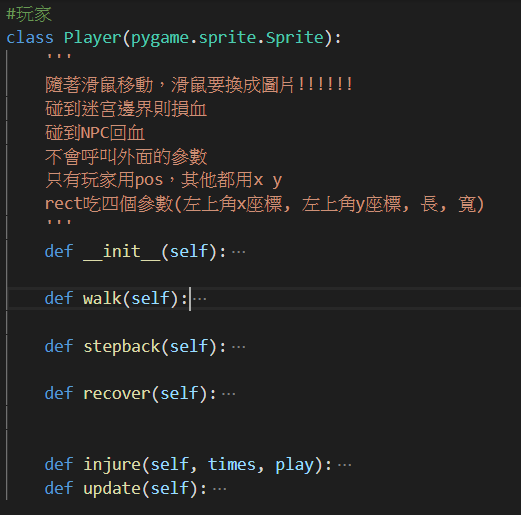 #玩家
class Player(pygame.sprite.Sprite):
'''
隨著滑鼠移動，滑鼠要換成圖片!!!!!!
碰到迷宮邊界則損血
碰到NPC回血
不會呼叫外面的參數
只有玩家用pos，其他都用x y
rect吃四個參數(左上角x座標, 左上角y座標, 長, 寬)
'''
def __init__(self):…
def walk(self):…
def stepback(self):…
def recover(self):…
def injure(self, times, play):…
def update(self):…